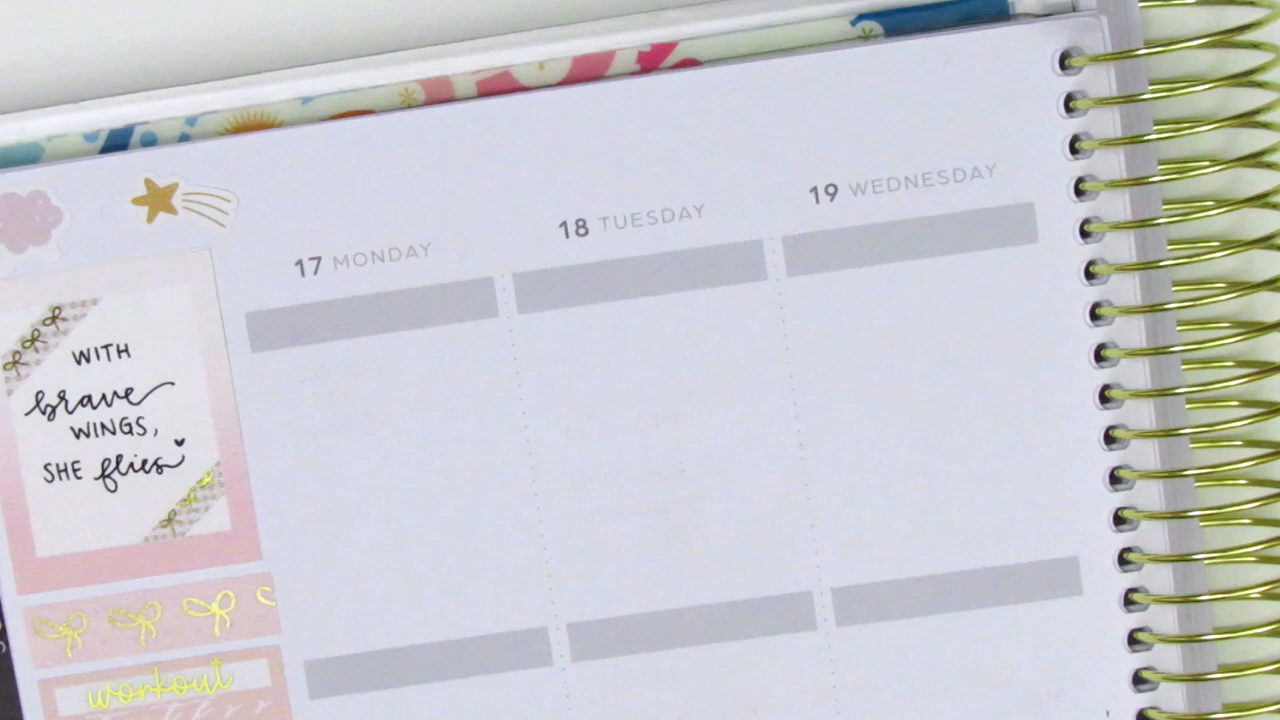 17 MONDAY
18 TUESDAY
19 WEDNESDAY
WITH
brave
WINGS,
SHE flies
workout